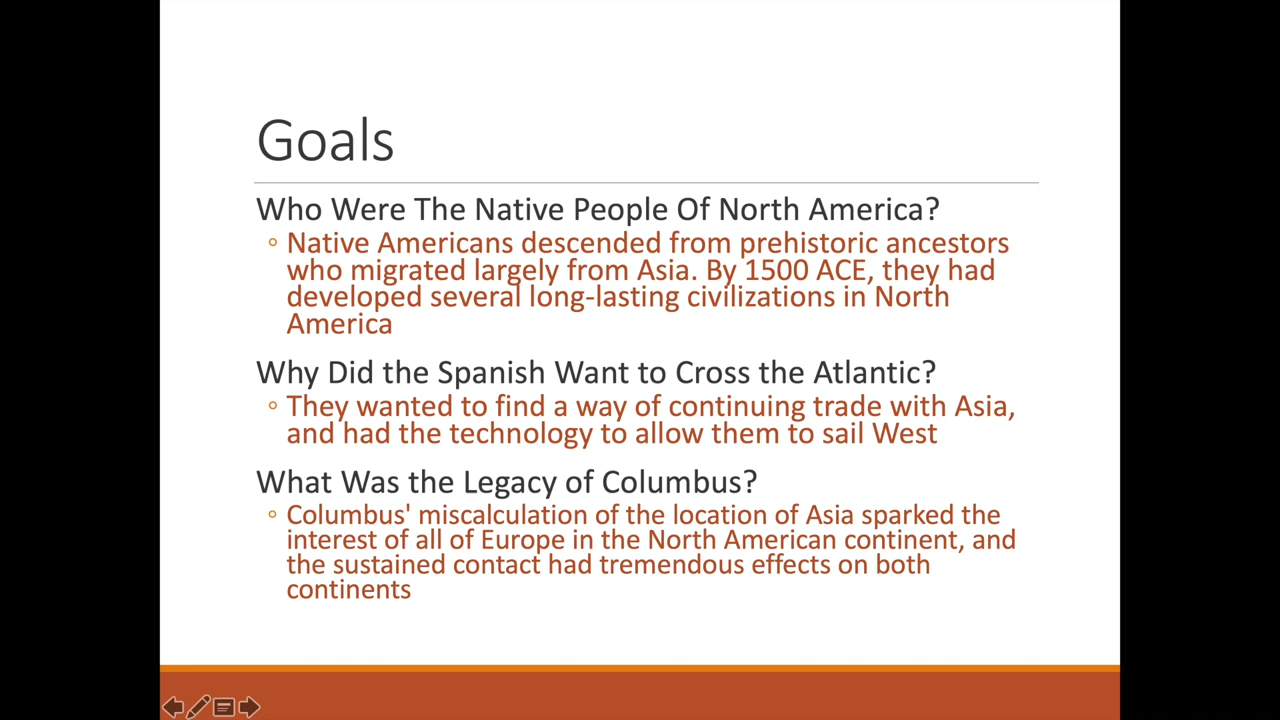 Goals
Who Were The Native People Of North America?
◦ Native Americans descended from prehistoric ancestors
who migrated largely from Asia. By 1500 ACE, they had
developed several long-lasting civilizations in North
America
Why Did the Spanish Want to Cross the Atlantic?
◦ They wanted to find a way of continuing trade with Asia,
and had the technology to allow them to sail West
What Was the Legacy of Columbus?
◦ Columbus' miscalculation of the location of Asia sparked the
interest of all of Europe in the North American continent, and
the sustained contact had tremendous effects on both
continents